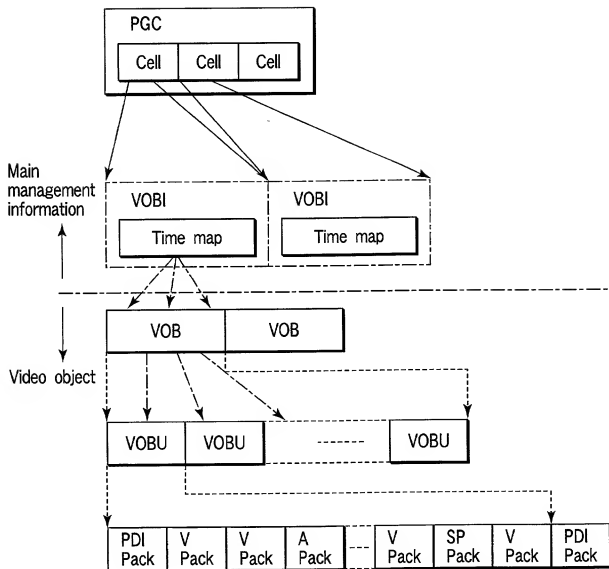 PGC
Cell Cell Cell
Main
management
information
VOBI VOBI
Time map Time map
VOB VOB
Video object
VOBU VOBU VOBU
PDI V V A V SP V PDI
Pack Pack Pack Pack Pack Pack Pack Pack